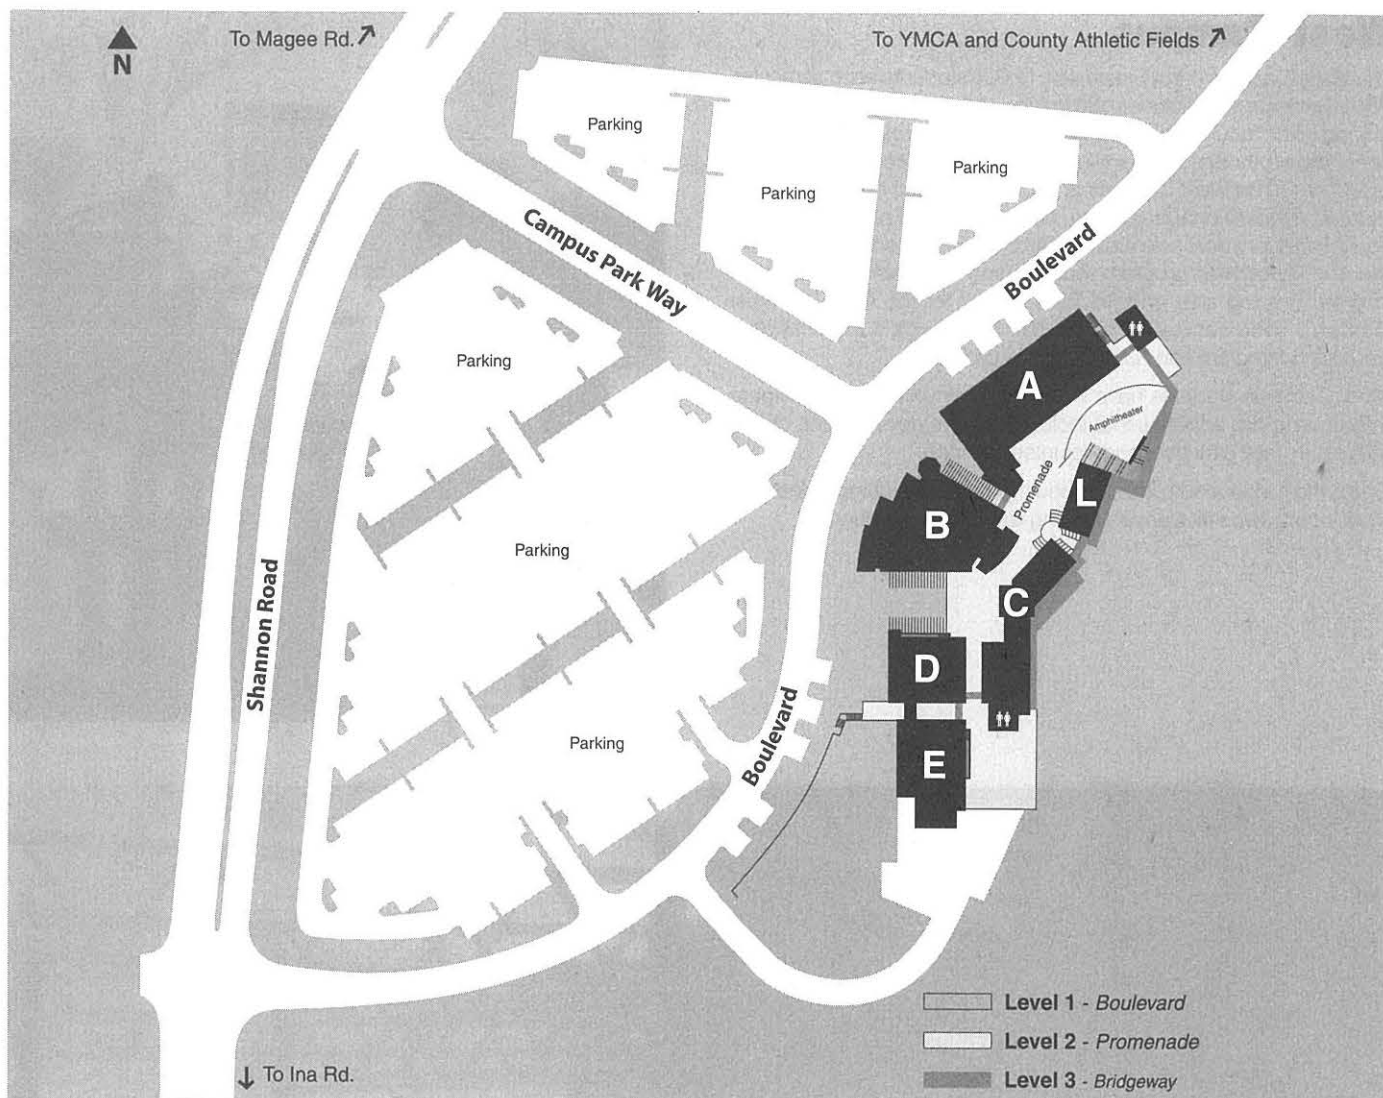 To Magee Rd.
To YMCA and County Athletic Fields
N
Parking
Parking
Parking
Campus Park Way
Boulevard
Parking
A
Amphitheater
Promenade
L
B
Parking
C
Shannon Road
D
Boulevard
Parking
E
Level 1 - Boulevard
Level 2 - Promenade
Level 3 - Bridgeway
To Ina Rd.